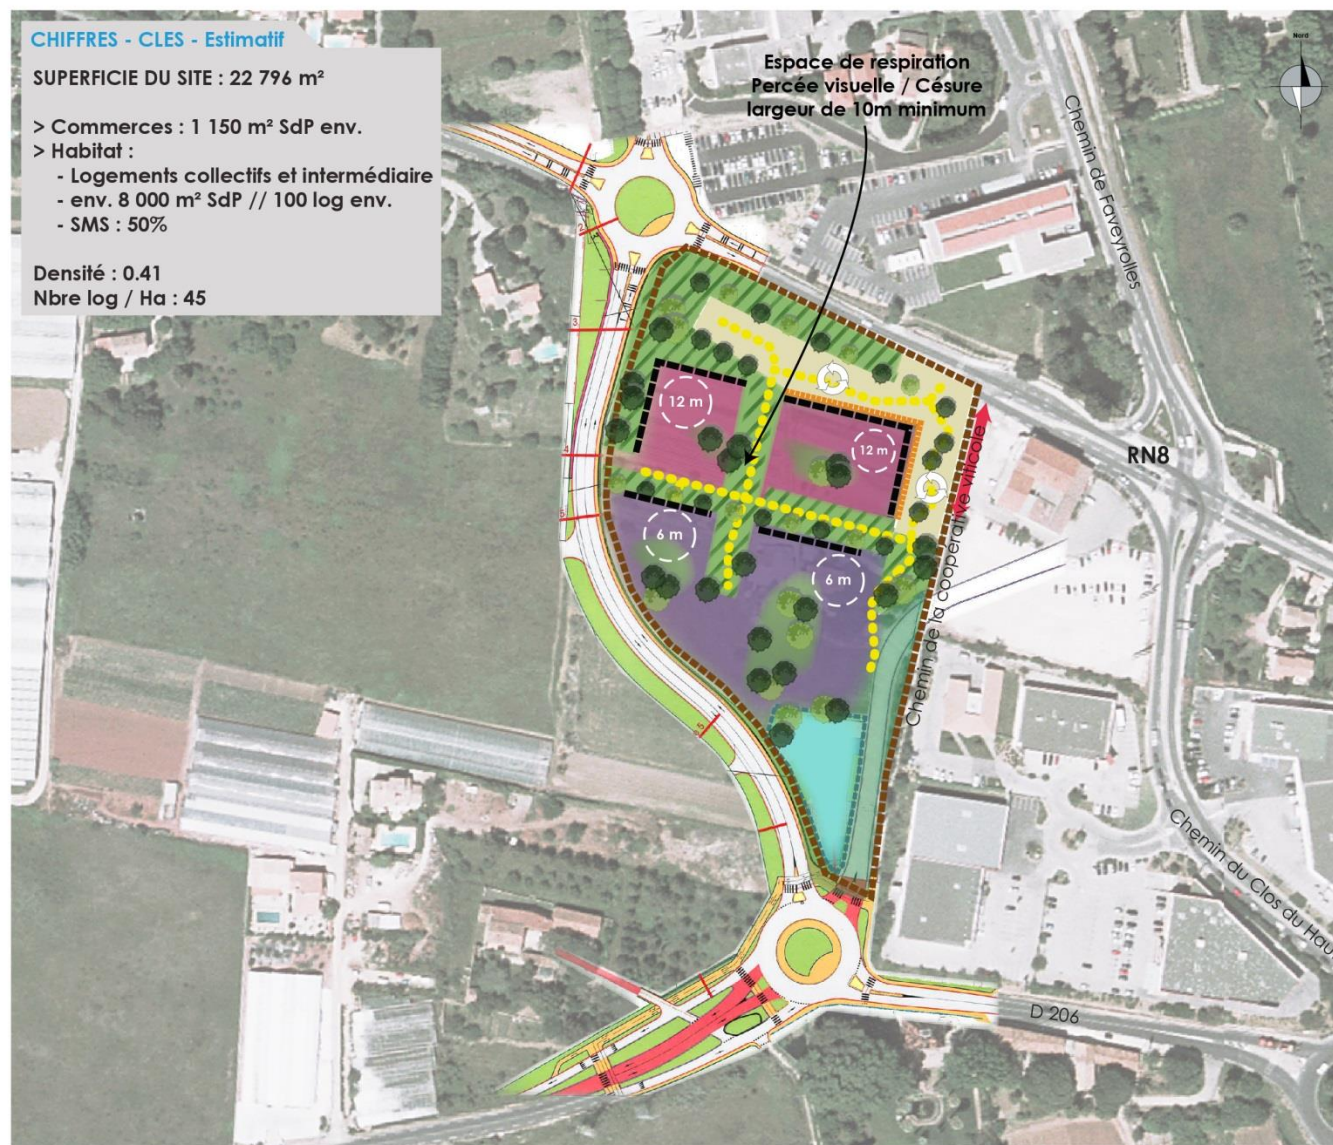 CHIFFRES - CLES - Estimatif
SUPERFICIE DU SITE : 22 796 m²
> Commerces : 1 150 m² SdP env.
> Habitat :
- Logements collectifs et intermédiaire
- env. 8 000 m² SdP // 100 log env.
- SMS : 50%
Densité : 0.41
Nbre log / Ha : 45
Espace de respiration
Percée visuelle / Césure
largeur de 10m minimum
Nord
Chemin de Faveyrolles
RN8
12 m
12 m
6 m
6 m
Chemin de la coopérative viticole
Chemin du Clos du Hau
D 206
2
3
4